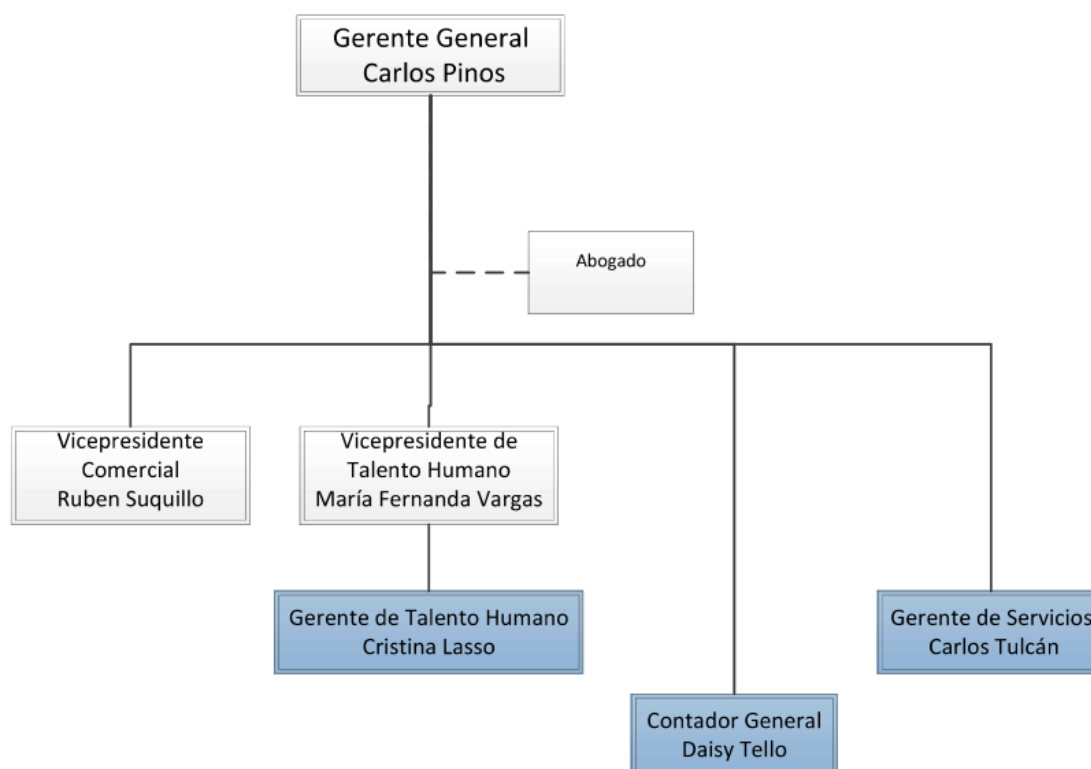 Gerente General
Carlos Pinos
Abogado
Vicepresidente
Comercial
Ruben Suquillo
Vicepresidente de
Talento Humano
María Fernanda Vargas
Gerente de Talento Humano
Cristina Lasso
Gerente de Servicios
Carlos Tulcán
Contador General
Daisy Tello